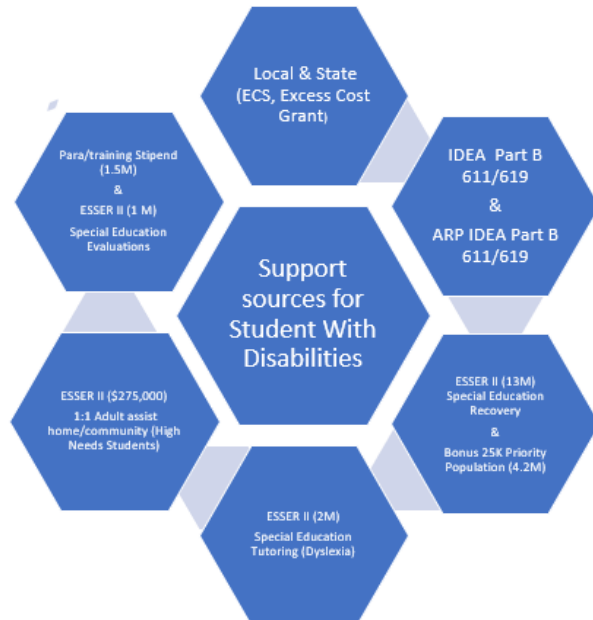 Local & State
(ECS, Excess Cost
Grant)
IDEA Part B
611/619
&
ARP IDEA Part B
611/619
ESSER II (13M)
Special Education
Recovery
&
Bonus 25K Priority
Population (4.2M)
ESSER II (2M)
Special Education
Tutoring (Dyslexia)
ESSER II ($275,000)
1:1 Adult assist
home/community (High
Needs Students)
Para/training Stipend
(1.5M)
&
ESSER II (1 M)
Special Education
Evaluations
Support
sources for
Student With
Disabilities